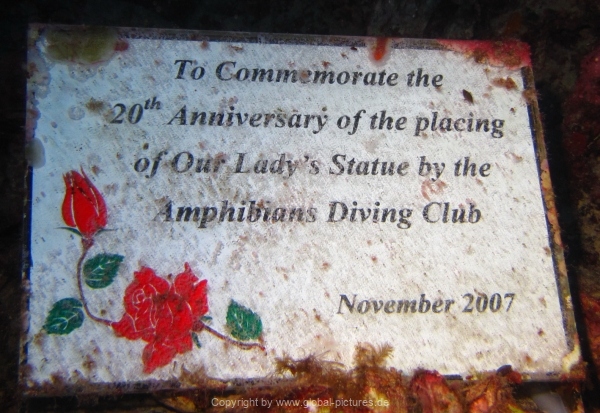 To Commemorate the
20th Anniversary of the placing
of Our Lady's Statue by the
Amphibians Diving Club
November 2007
Copyright by www.global-pictures.de